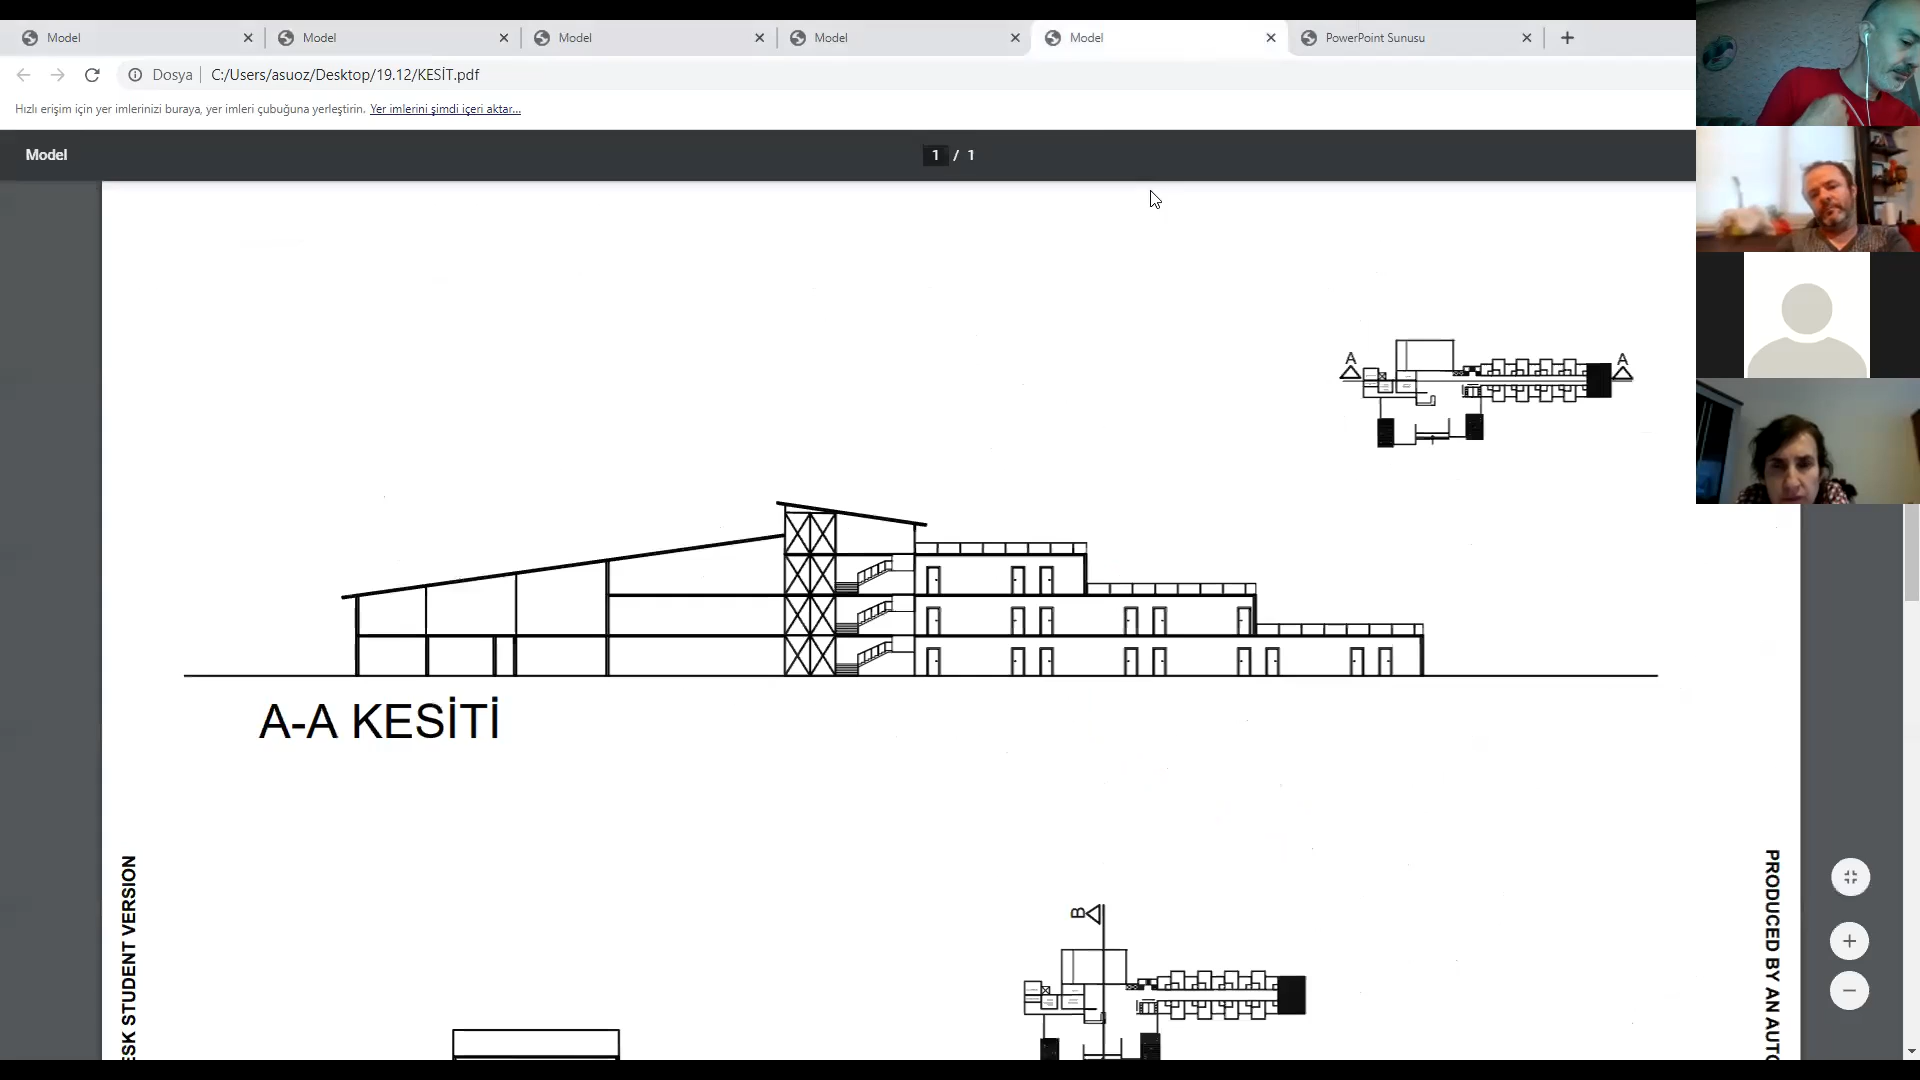 Model
Model
Model
Model
Model
PowerPoint Sunusu
Dosya
C:/Users/asuoz/Desktop/19.12/KESİT.pdf
Hızlı erişim için yer imlerinizi buraya, yer imleri çubuğuna yerleştirin. Yer imlerini şimdi içeri aktar...
Model
1 / 1
A
A
A-A KESİTİ
B
ESK STUDENT VERSION
PRODUCED BY AN AUTO